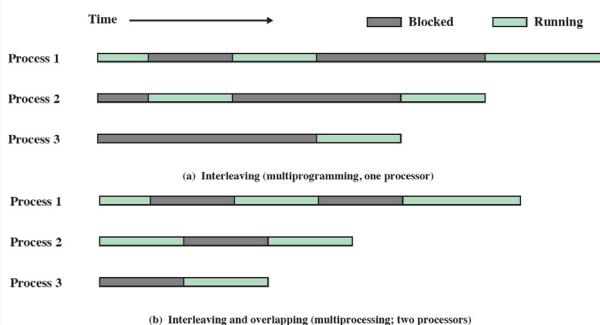 Time
Blocked
Running
Process 1
Process 2
Process 3
(a) Interleaving (multiprogramming, one processor)
Process 1
Process 2
Process 3
(b) Interleaving and overlapping (multiprocessing; two processors)